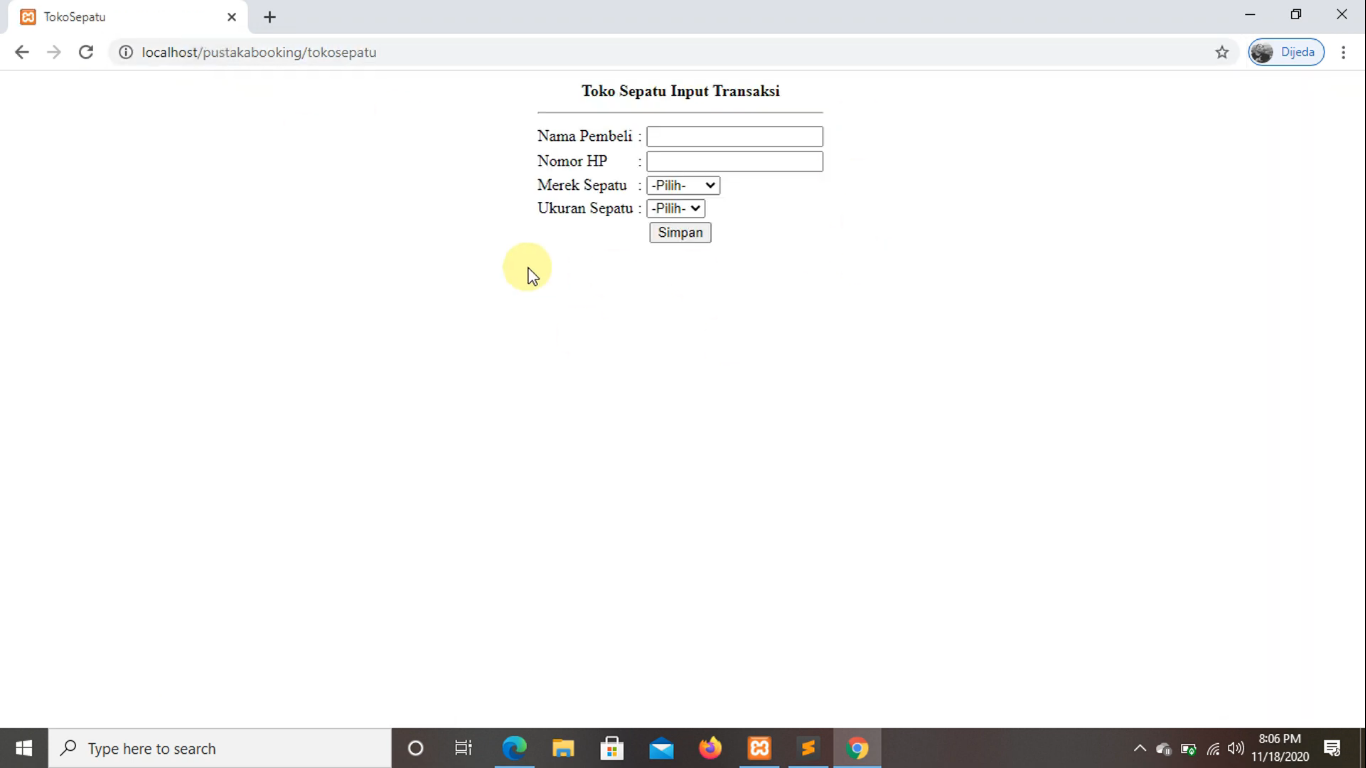 TokoSepatu
localhost/pustakabooking/tokosepatu
Dijeda
Toko Sepatu Input Transaksi
Nama Pembeli :
Nomor HP :
Merek Sepatu : -Pilih-
Ukuran Sepatu : -Pilih-
Simpan
Type here to search
8:06 PM
11/18/2020